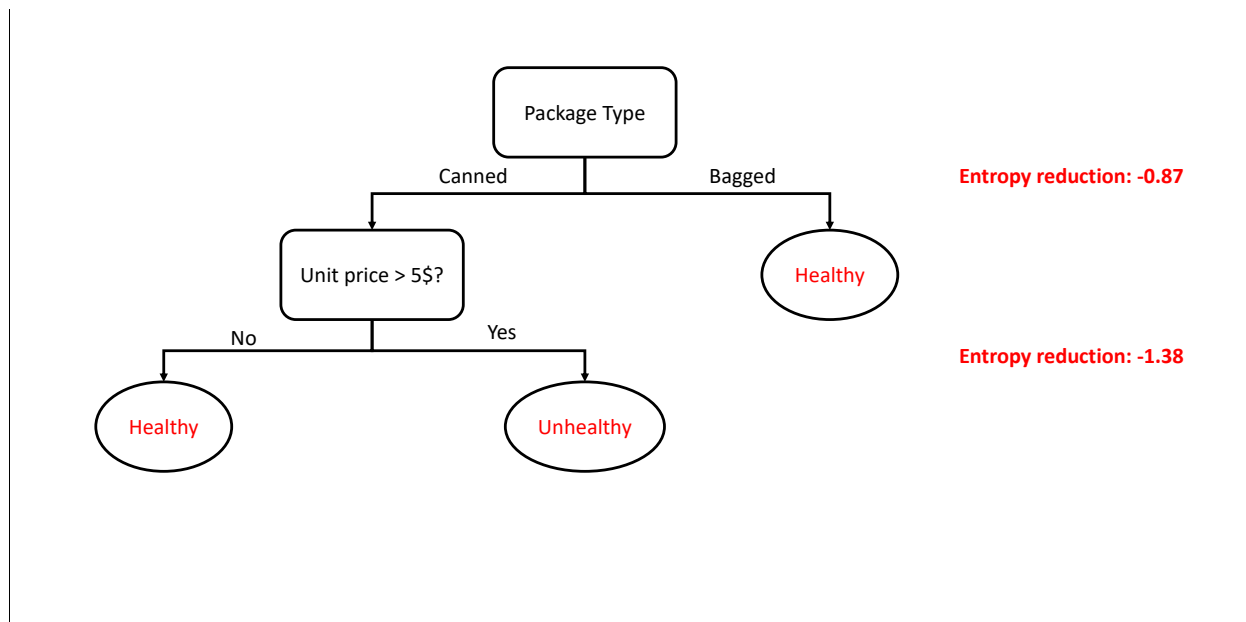 Package Type
Canned
Bagged
Entropy reduction: -0.87
Unit price > 5$?
Healthy
No
Yes
Entropy reduction: -1.38
Healthy
Unhealthy